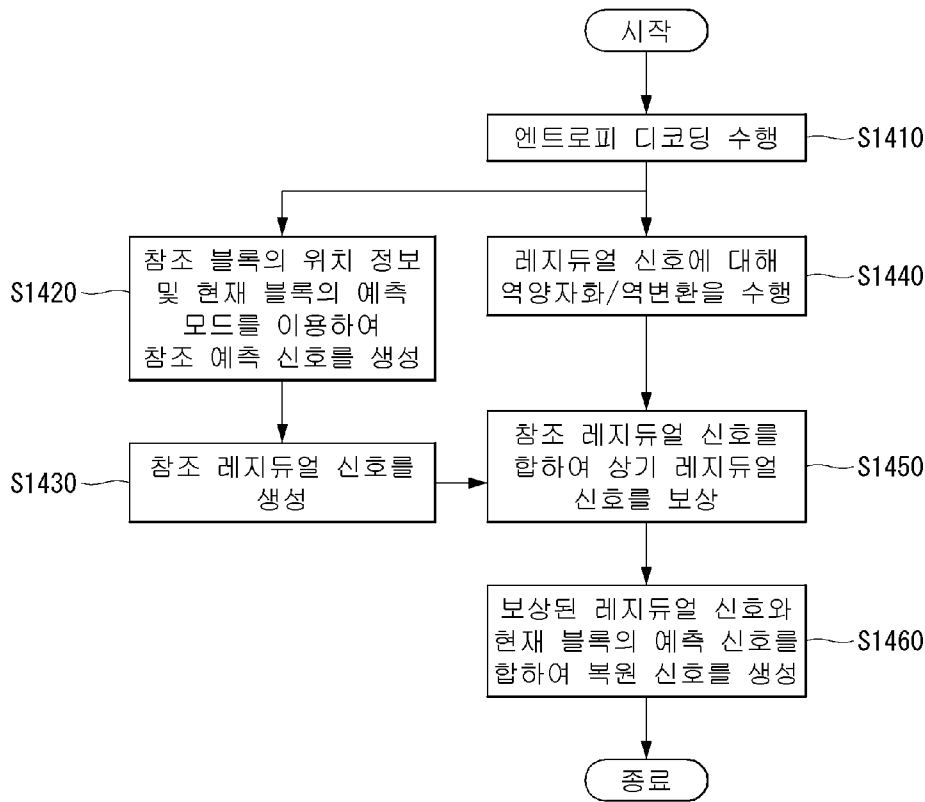 시작
엔트로피 디코딩 수행
S1410
참조 블록의 위치 정보
및 현재 블록의 예측
모드를 이용하여
참조 예측 신호를 생성
S1420
레지듀얼 신호에 대해
역양자화/역변환을 수행
S1440
참조 레지듀얼 신호를
생성
S1430
참조 레지듀얼 신호를
합하여 상기 레지듀얼
신호를 보상
S1450
보상된 레지듀얼 신호와
현재 블록의 예측 신호를
합하여 복원 신호를 생성
S1460
종료